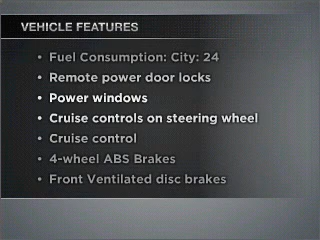 VEHICLE FEATURES
• Fuel Consumption: City: 24
• Remote power door locks
• Power windows
• Cruise controls on steering wheel
• Cruise control
• 4-wheel ABS Brakes
• Front Ventilated disc brakes